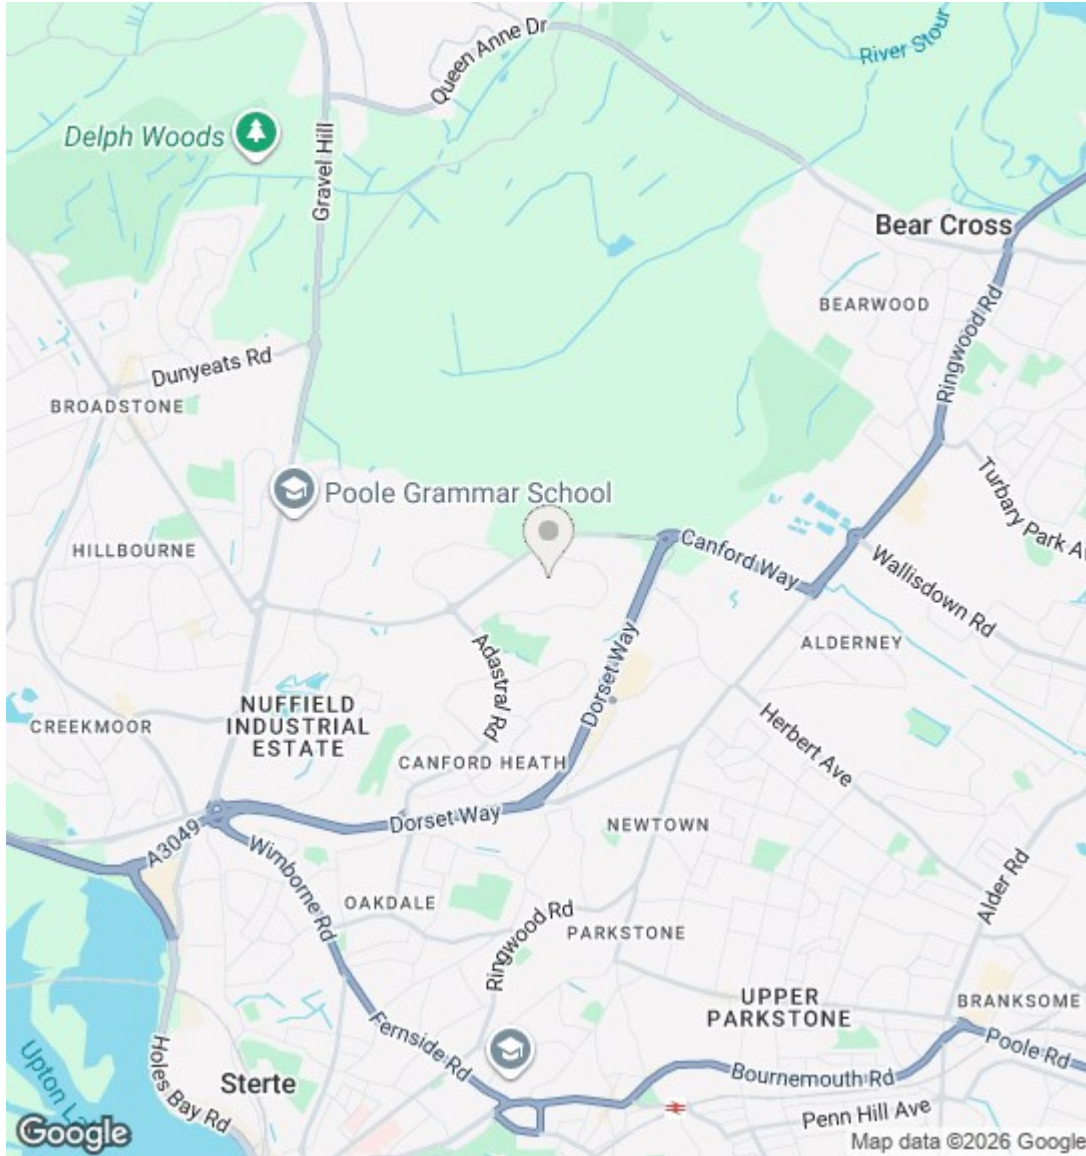 River Stour
Queen Anne Dr
Delph Woods
Gravel Hill
Bear Cross
BEARWOOD
Ringwood Rd
Dunyeats Rd
BROADSTONE
Turbary Park
Poole Grammar School
HILLBOURNE
Canford Way
Wallisdown Rd
ALDERNEY
Adastral Rd
Dorset Way
NUFFIELD
INDUSTRIAL
ESTATE
CREEKMOOR
Herbert Ave
CANFORD HEATH
Dorset Way
NEWTOWN
A3049
Wimborne Rd
Alder Rd
OAKDALE
Ringwood Rd
PARKSTONE
UPPER
PARKSTONE
BRANKSOME
Fernside Rd
Poole Rd
Upton
Holes Bay Rd
Sterte
Bournemouth Rd
Penn Hill Ave
Google
Map data ©2026 Google